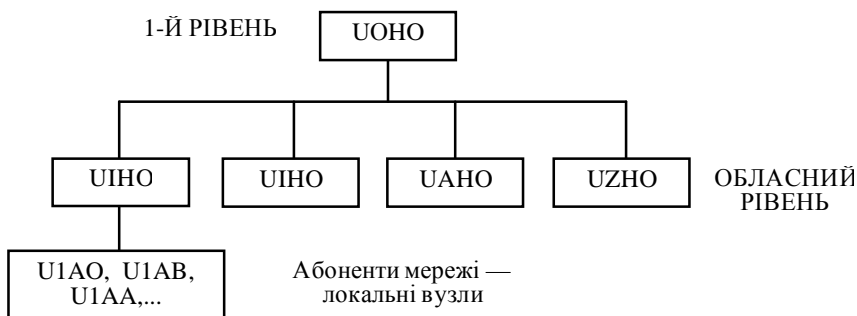 1-Й РІВЕНЬ
UOHO
UIHO
UIHO
UAHO
UZHO
ОБЛАСНИЙ
РІВЕНЬ
U1AO, U1AB,
U1AA,...
Абоненти мережі —
локальні вузли